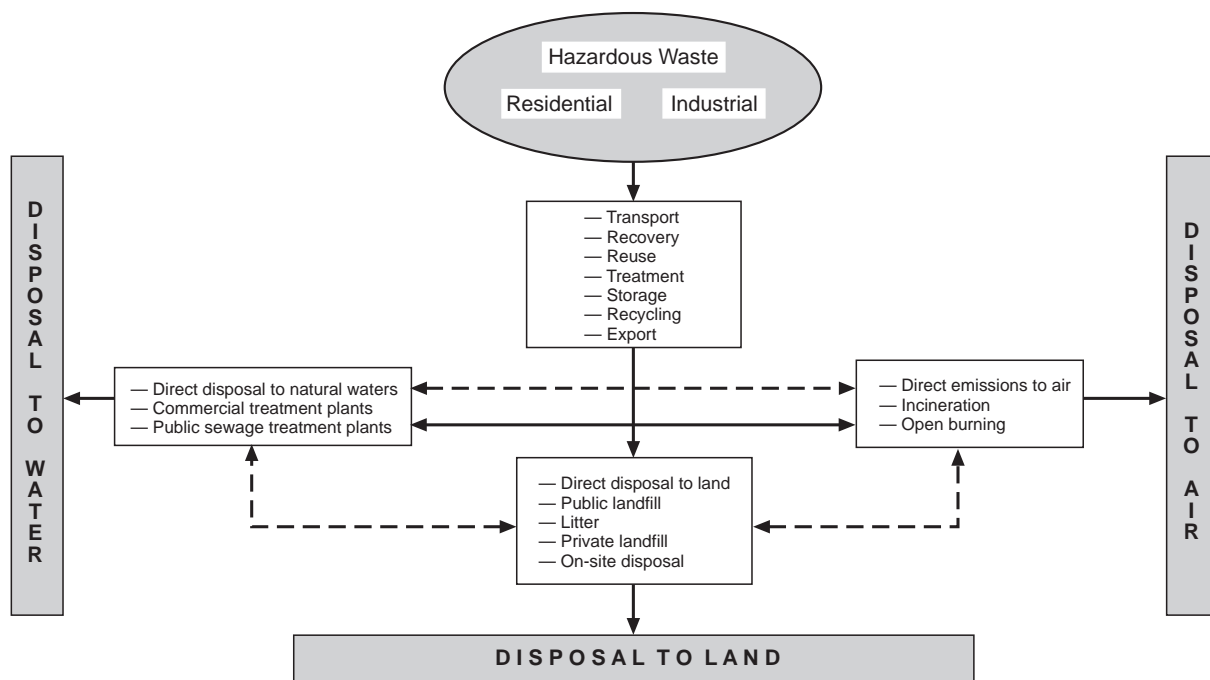 Hazardous Waste
Residential
Industrial
— Transport
— Recovery
— Reuse
— Treatment
— Storage
— Recycling
— Export
DISPOSAL TO WATER
— Direct disposal to natural waters
— Commercial treatment plants
— Public sewage treatment plants
— Direct emissions to air
— Incineration
— Open burning
DISPOSAL TO AIR
— Direct disposal to land
— Public landfill
— Litter
— Private landfill
— On-site disposal
DISPOSAL TO LAND